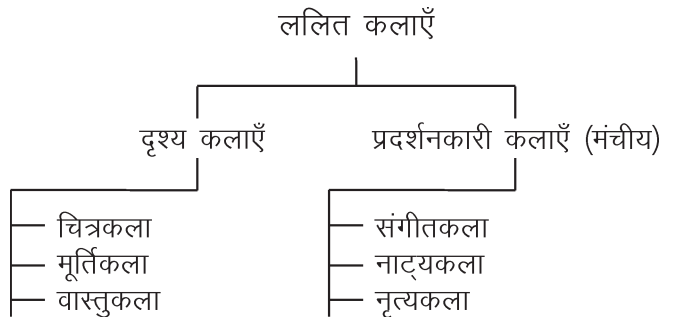 ललित कलाएँ
दृश्य कलाएँ
प्रदर्शनकारी कलाएँ (मंचीय)
चित्रकला
मूर्तिकला
वास्तुकला
संगीतकला
नाट्यकला
नृत्यकला